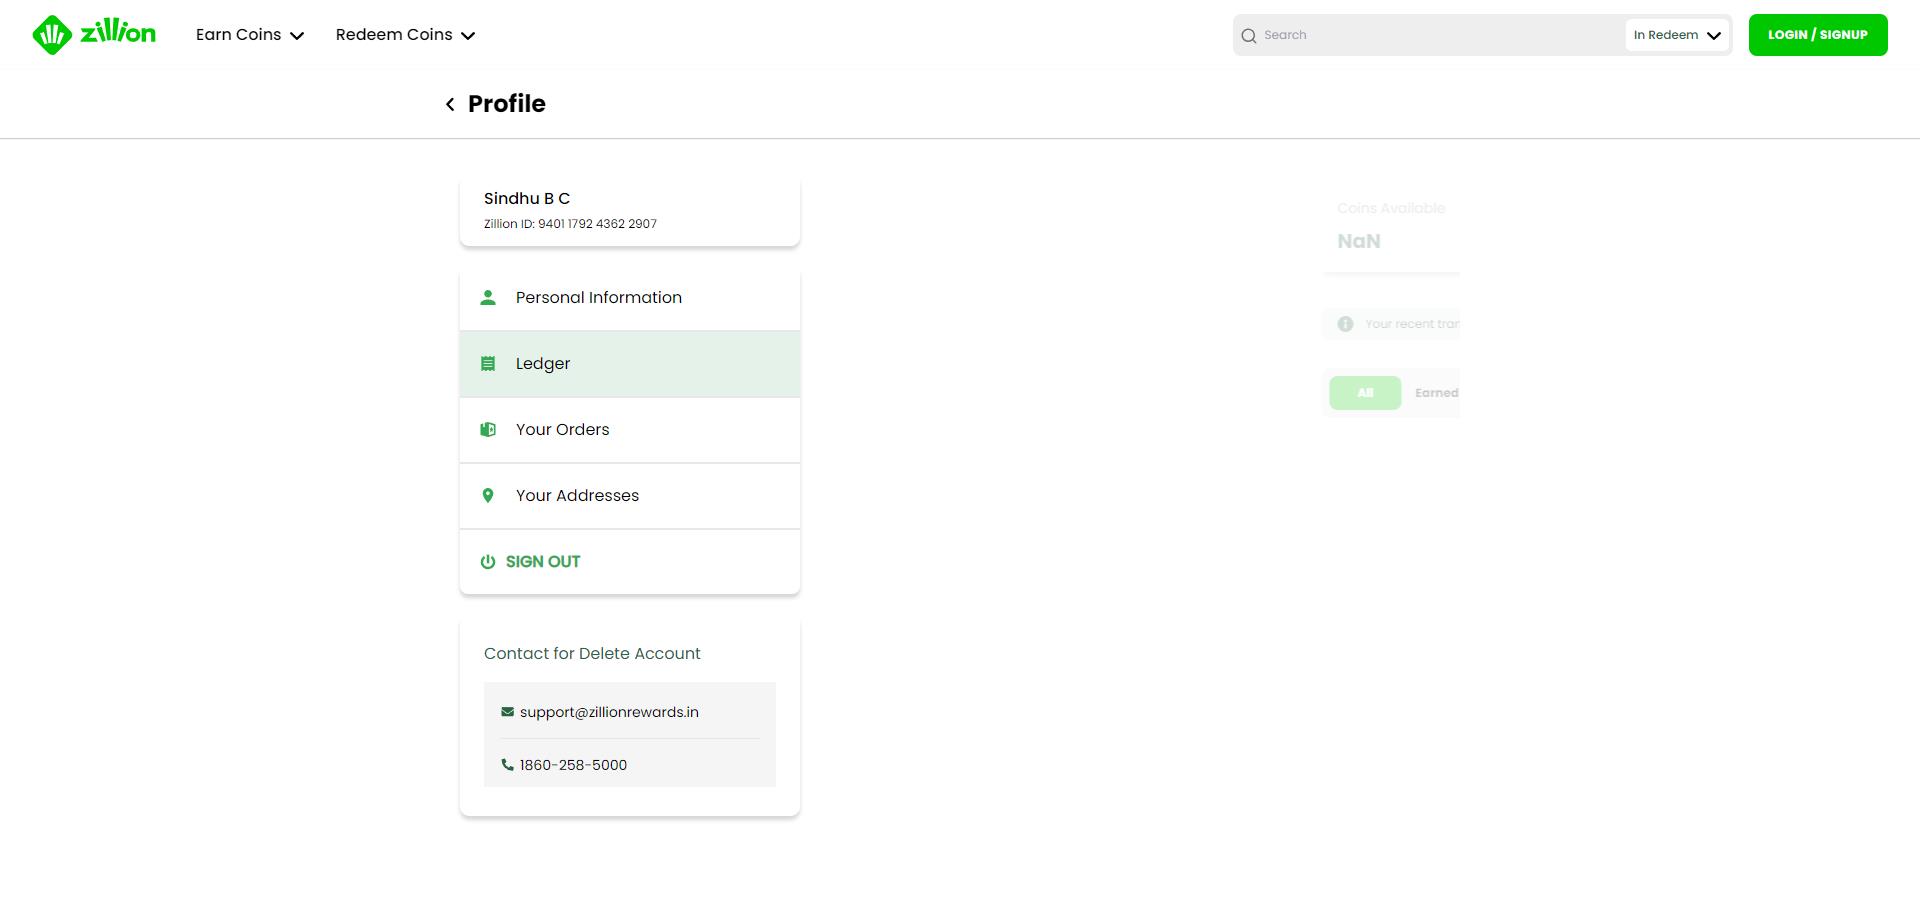 zillion
Earn Coins
Redeem Coins
Search
In Redeem
LOGIN / SIGNUP
Profile
Sindhu B C
Zillion ID: 9401 1792 4362 2907
Personal Information
Ledger
Your Orders
Your Addresses
SIGN OUT
Contact for Delete Account
support@zillionrewards.in
1860-258-5000
Coins Available
NaN
Your recent tran
All
Earned